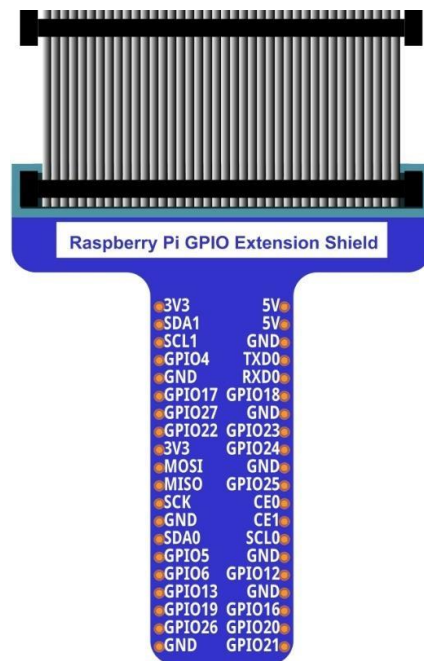 Raspberry Pi GPIO Extension Shield
3V3 5V
SDA1 5V
SCL1 GND
GPIO4 TXD0
GND RXD0
GPIO17 GPIO18
GPIO27 GND
GPIO22 GPIO23
3V3 GPIO24
MOSI GND
MISO GPIO25
SCK CE0
GND CE1
SDA0 SCL0
GPIO5 GND
GPIO6 GPIO12
GPIO13 GND
GPIO19 GPIO16
GPIO26 GPIO20
GND GPIO21